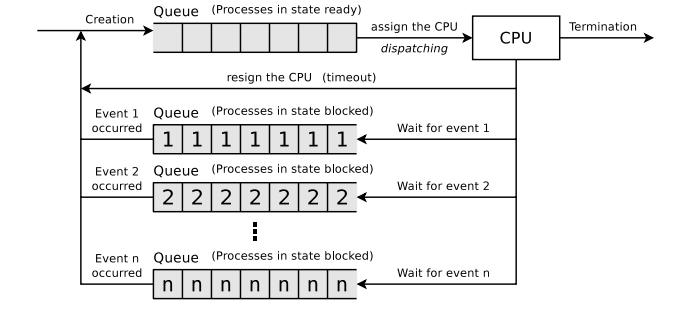 Creation
Queue (Processes in state ready)
assign the CPU
dispatching
CPU
Termination
resign the CPU (timeout)
Event 1
occurred
Queue (Processes in state blocked)
1 1 1 1 1 1 1
Wait for event 1
Event 2
occurred
Queue (Processes in state blocked)
2 2 2 2 2 2 2
Wait for event 2
Event n
occurred
Queue (Processes in state blocked)
n n n n n n n
Wait for event n